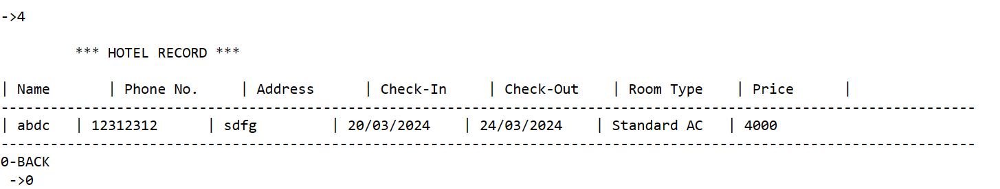 ->4
*** HOTEL RECORD ***
| Name | Phone No. | Address | Check-In | Check-Out | Room Type | Price |
----------------------------------------------------------------------------------------------------------------------
| abdc | 12312312 | sdfg | 20/03/2024 | 24/03/2024 | Standard AC | 4000
----------------------------------------------------------------------------------------------------------------------
0-BACK
->0